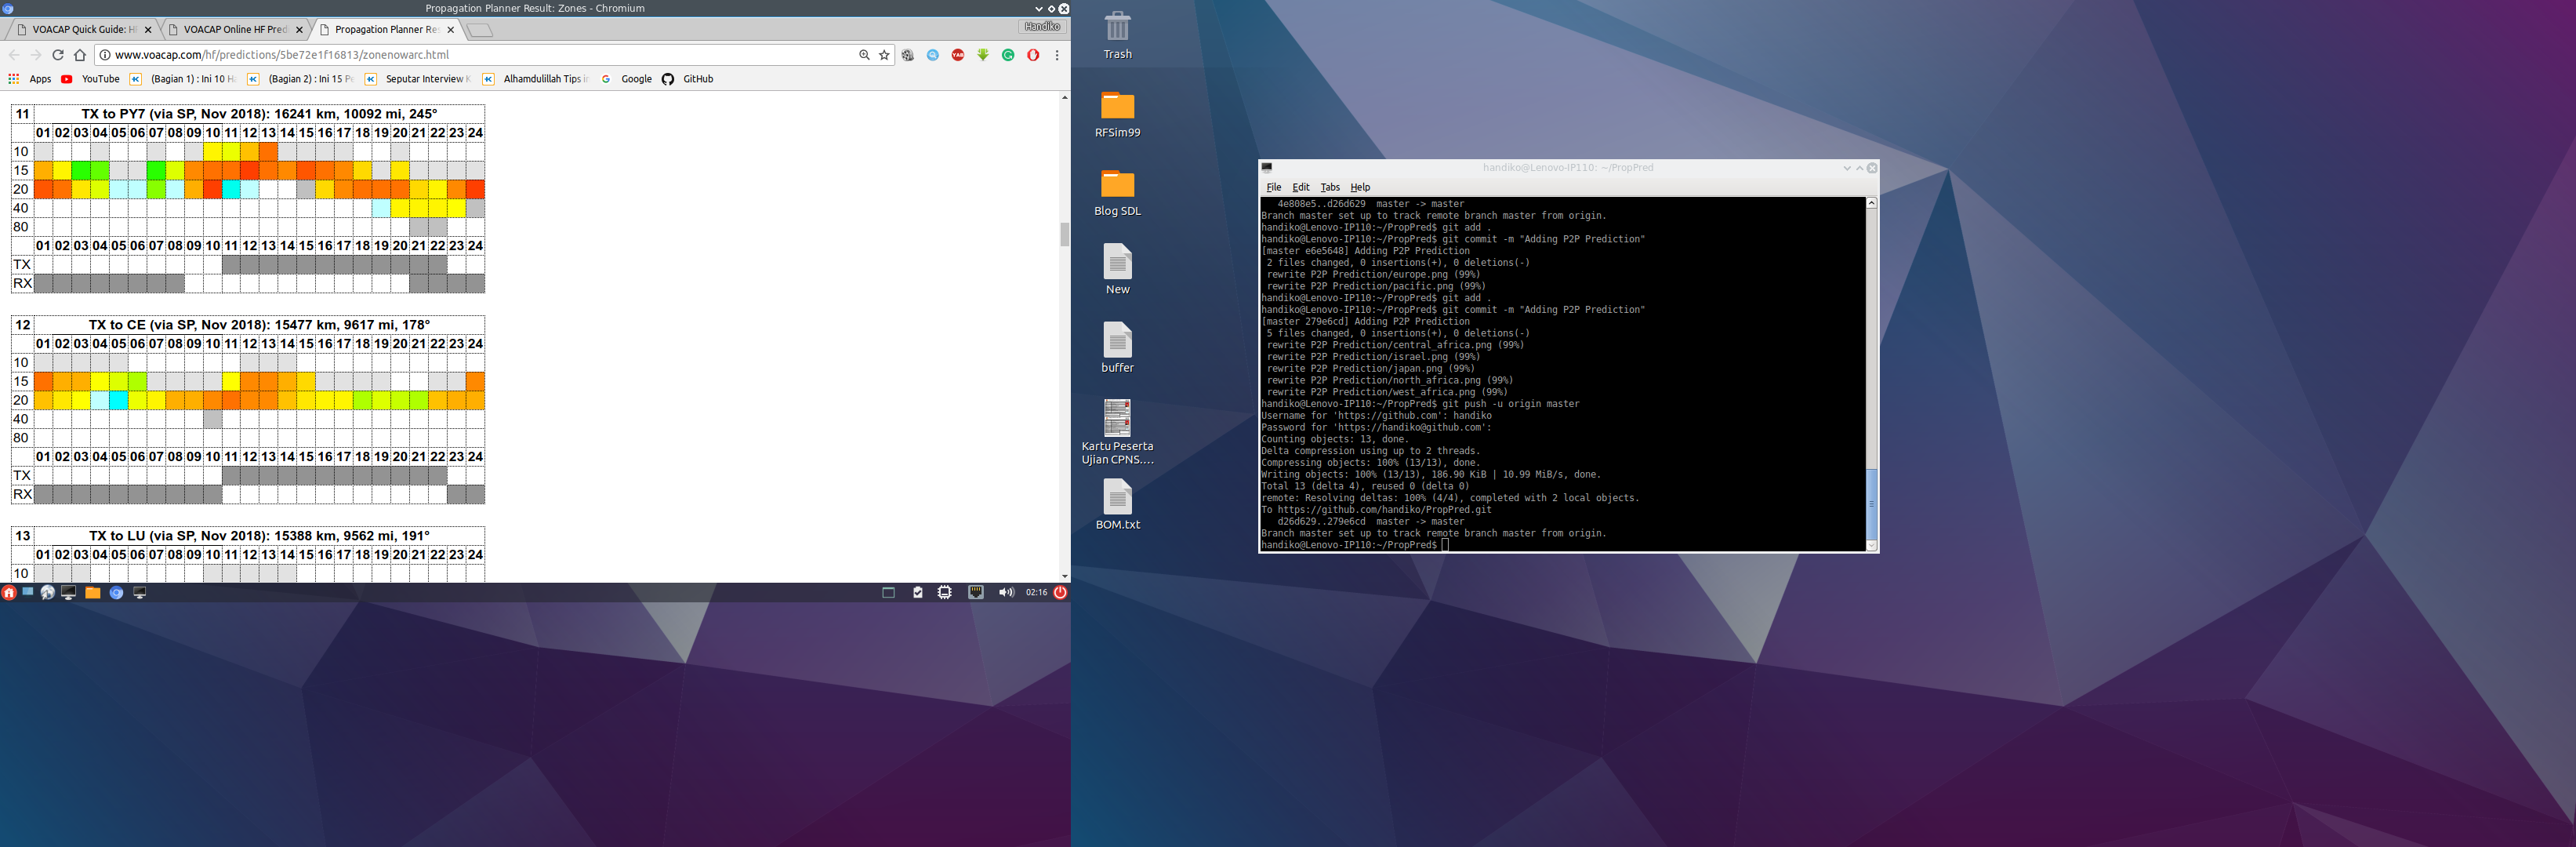 Propagation Planner Result: Zones - Chromium
VOACAP Quick Guide: H
VOACAP Online HF Pred
Propagation Planner Res
Handiko
www.voacap.com/hf/predictions/5be72e1f16813/zonenowarc.html
Apps YouTube (Bagian 1) : Ini 10 (Bagian 2) : Ini 15 Seputar Interview Alhamdulillah Tips Google GitHub
11 TX to PY7 (via SP, Nov 2018): 16241 km, 10092 mi, 245°
01 02 03 04 05 06 07 08 09 10 11 12 13 14 15 16 17 18 19 20 21 22 23 24
10
15
20
40
80
01 02 03 04 05 06 07 08 09 10 11 12 13 14 15 16 17 18 19 20 21 22 23 24
TX
RX
12 TX to CE (via SP, Nov 2018): 15477 km, 9617 mi, 178°
01 02 03 04 05 06 07 08 09 10 11 12 13 14 15 16 17 18 19 20 21 22 23 24
10
15
20
40
80
01 02 03 04 05 06 07 08 09 10 11 12 13 14 15 16 17 18 19 20 21 22 23 24
TX
RX
13 TX to LU (via SP, Nov 2018): 15388 km, 9562 mi, 191°
01 02 03 04 05 06 07 08 09 10 11 12 13 14 15 16 17 18 19 20 21 22 23 24
10
02:16
Trash
RFSim99
Blog SDL
New
buffer
Kartu Peserta
Ujian CPNS....
BOM.txt
handiko@Lenovo-IP110: ~/PropPred
File Edit Tabs Help
4e808e5..d26d629  master -> master
Branch master set up to track remote branch master from origin.
handiko@Lenovo-IP110:~/PropPred$ git add .
handiko@Lenovo-IP110:~/PropPred$ git commit -m "Adding P2P Prediction"
[master e6e5648] Adding P2P Prediction
2 files changed, 0 insertions(+), 0 deletions(-)
rewrite P2P Prediction/europe.png (99%)
rewrite P2P Prediction/pacific.png (99%)
handiko@Lenovo-IP110:~/PropPred$ git add .
handiko@Lenovo-IP110:~/PropPred$ git commit -m "Adding P2P Prediction"
[master 279e6cd] Adding P2P Prediction
5 files changed, 0 insertions(+), 0 deletions(-)
rewrite P2P Prediction/central_africa.png (99%)
rewrite P2P Prediction/israel.png (99%)
rewrite P2P Prediction/japan.png (99%)
rewrite P2P Prediction/north_africa.png (99%)
rewrite P2P Prediction/west_africa.png (99%)
handiko@Lenovo-IP110:~/PropPred$ git push -u origin master
Username for 'https://github.com': handiko
Password for 'https://handiko@github.com':
Counting objects: 13, done.
Delta compression using up to 2 threads.
Compressing objects: 100% (13/13), done.
Writing objects: 100% (13/13), 186.90 KiB | 10.99 MiB/s, done.
Total 13 (delta 4), reused 0 (delta 0)
remote: Resolving deltas: 100% (4/4), completed with 2 local objects.
To https://github.com/handiko/PropPred.git
d26d629..279e6cd  master -> master
Branch master set up to track remote branch master from origin.
handiko@Lenovo-IP110:~/PropPred$